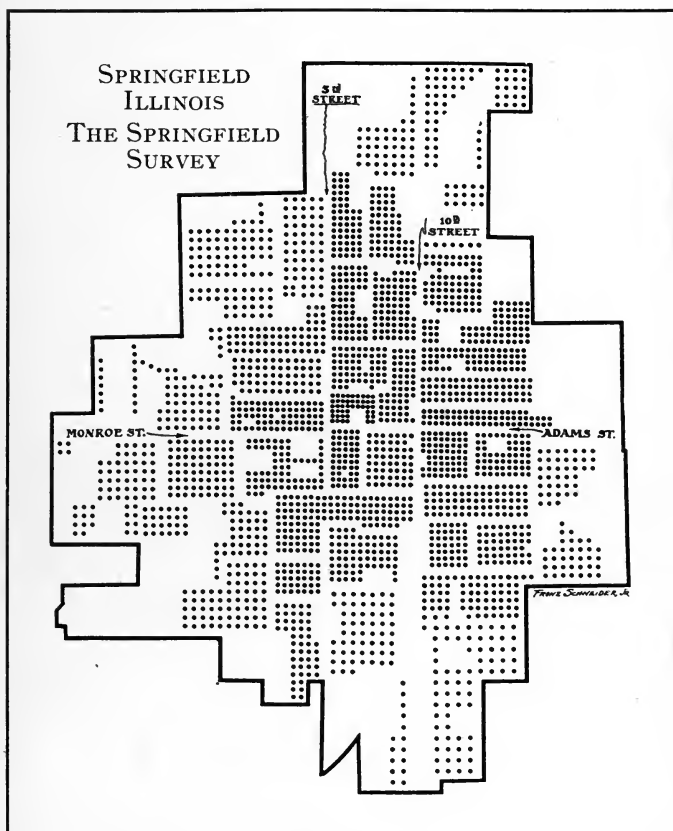 SPRINGFIELD
ILLINOIS
THE SPRINGFIELD
SURVEY
3d
STREET
10th
STREET
MONROE ST.
ADAMS ST.
FRANZ SCHNEIDER, JR